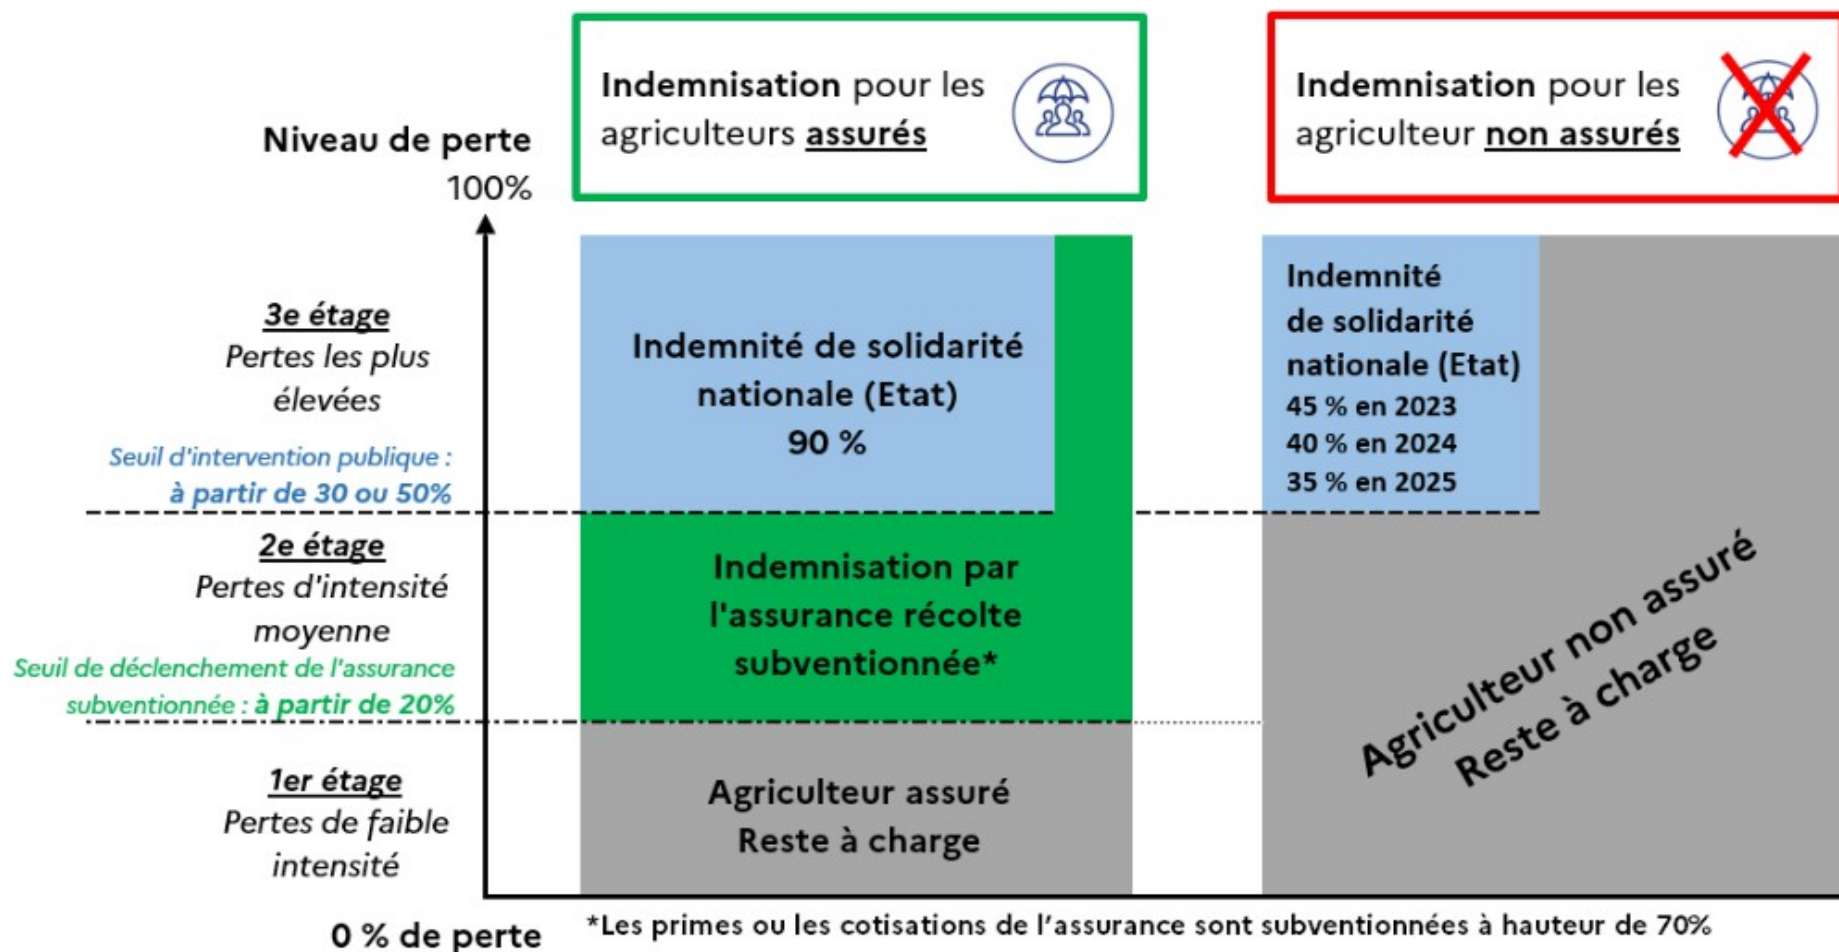 Indemnisation pour les
agriculteurs assurés
Indemnisation pour les
agriculteur non assurés
Niveau de perte
100%
3e étage
Pertes les plus
élevées
Seuil d'intervention publique :
à partir de 30 ou 50%
2e étage
Pertes d'intensité
moyenne
Seuil de déclenchement de l'assurance
subventionnée : à partir de 20%
1er étage
Pertes de faible
intensité
0 % de perte
Indemnité de solidarité
nationale (Etat)
90 %
Indemnisation par
l'assurance récolte
subventionnée*
Agriculteur assuré
Reste à charge
Indemnité
de solidarité
nationale (Etat)
45 % en 2023
40 % en 2024
35 % en 2025
Agriculteur non assuré
Reste à charge
*Les primes ou les cotisations de l'assurance sont subventionnées à hauteur de 70%